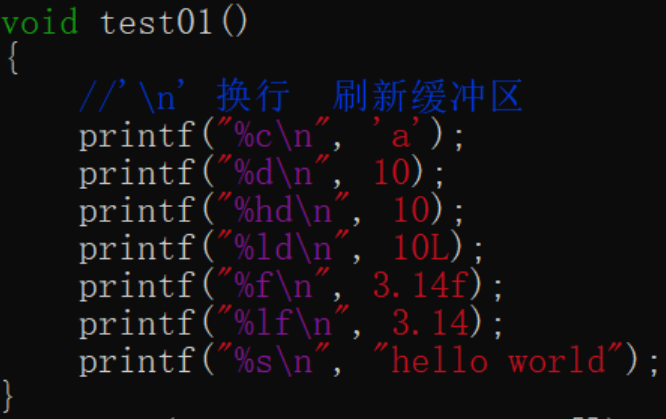 void test01()
{
//'\n' 换行 刷新缓冲区
printf("%c\n", 'a');
printf("%d\n", 10);
printf("%hd\n", 10);
printf("%ld\n", 10L);
printf("%f\n", 3.14f);
printf("%lf\n", 3.14);
printf("%s\n", "hello world");
}